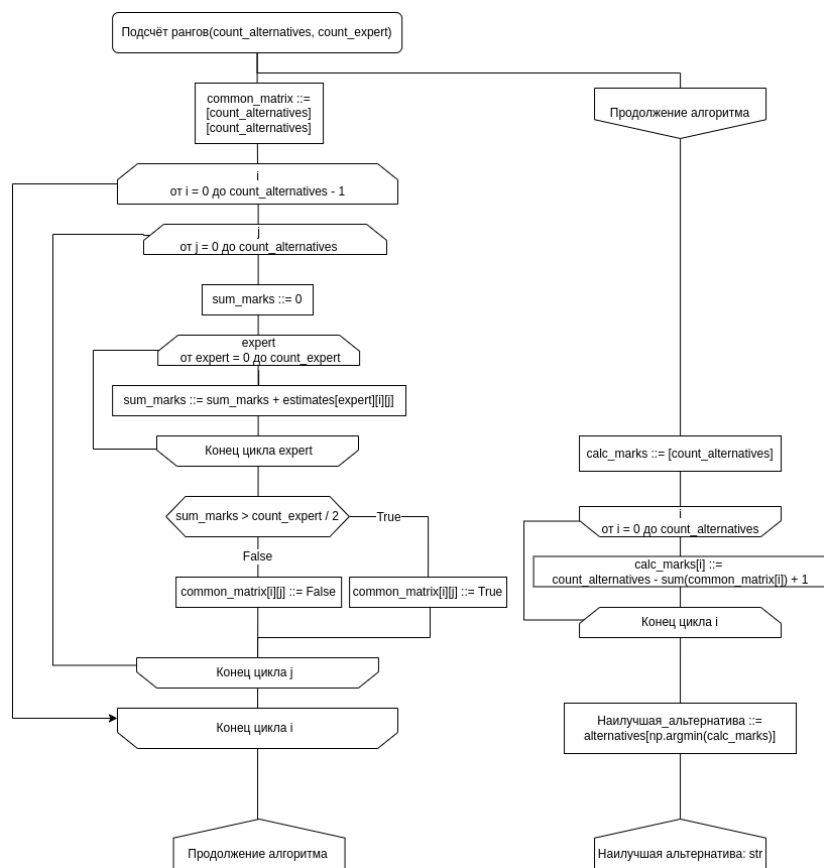 Подсчёт рангов(count_alternatives, count_expert)
common_matrix ::=
[count_alternatives]
[count_alternatives]
i
от i = 0 до count_alternatives - 1
j
от j = 0 до count_alternatives
sum_marks ::= 0
expert
от expert = 0 до count_expert
sum_marks ::= sum_marks + estimates[expert][i][j]
Конец цикла expert
sum_marks > count_expert / 2
True
False
common_matrix[i][j] ::= False
common_matrix[i][j] ::= True
Конец цикла j
Конец цикла i
Продолжение алгоритма
Продолжение алгоритма
calc_marks ::= [count_alternatives]
i
от i = 0 до count_alternatives
calc_marks[i] ::=
count_alternatives - sum(common_matrix[i]) + 1
Конец цикла i
Наилучшая_альтернатива ::=
alternatives[np.argmin(calc_marks)]
Наилучшая альтернатива: str